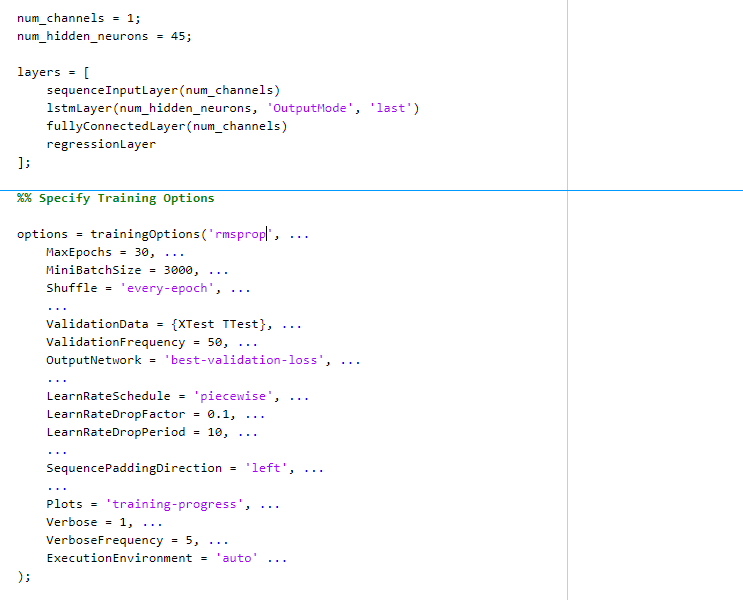 num_channels = 1;
num_hidden_neurons = 45;
layers = [
sequenceInputLayer(num_channels)
lstmLayer(num_hidden_neurons, 'OutputMode', 'last')
fullyConnectedLayer(num_channels)
regressionLayer
];
%% Specify Training Options
options = trainingOptions('rmsprop', ...
MaxEpochs = 30, ...
MiniBatchSize = 3000, ...
Shuffle = 'every-epoch', ...
...
ValidationData = {XTest TTest}, ...
ValidationFrequency = 50, ...
OutputNetwork = 'best-validation-loss', ...
...
LearnRateSchedule = 'piecewise', ...
LearnRateDropFactor = 0.1, ...
LearnRateDropPeriod = 10, ...
...
SequencePaddingDirection = 'left', ...
...
Plots = 'training-progress', ...
Verbose = 1, ...
VerboseFrequency = 5, ...
ExecutionEnvironment = 'auto' ...
);